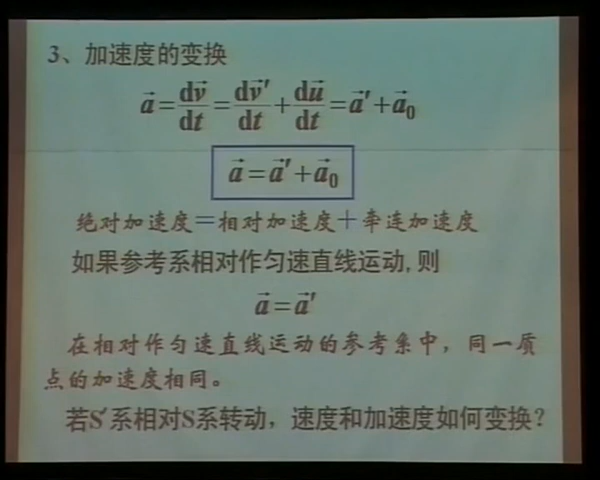 3、加速度的变换
a⃗ = dv⃗/dt = dv⃗′/dt + du⃗/dt = a⃗′ + a⃗₀
a⃗ = a⃗′ + a⃗₀
绝对加速度＝相对加速度＋牵连加速度
如果参考系相对作匀速直线运动,则
a⃗ = a⃗′
在相对作匀速直线运动的参考系中，同一质
点的加速度相同。
若S′系相对S系转动，速度和加速度如何变换？